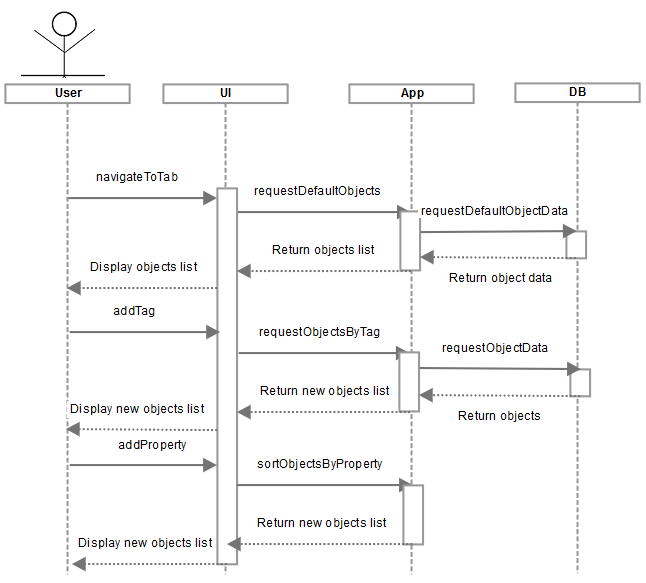 User
UI
App
DB
navigateToTab
requestDefaultObjects
requestDefaultObjectData
Return objects list
Display objects list
Return object data
addTag
requestObjectsByTag
requestObjectData
Return new objects list
Display new objects list
Return objects
addProperty
sortObjectsByProperty
Return new objects list
Display new objects list